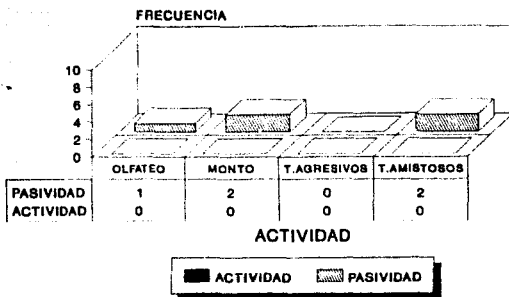 FRECUENCIA
10
8
6
4
2
0
OLFATEO MONTO T.AGRESIVOS T.AMISTOSOS
PASIVIDAD 1 2 0 2
ACTIVIDAD 0 0 0 0
ACTIVIDAD
ACTIVIDAD PASIVIDAD